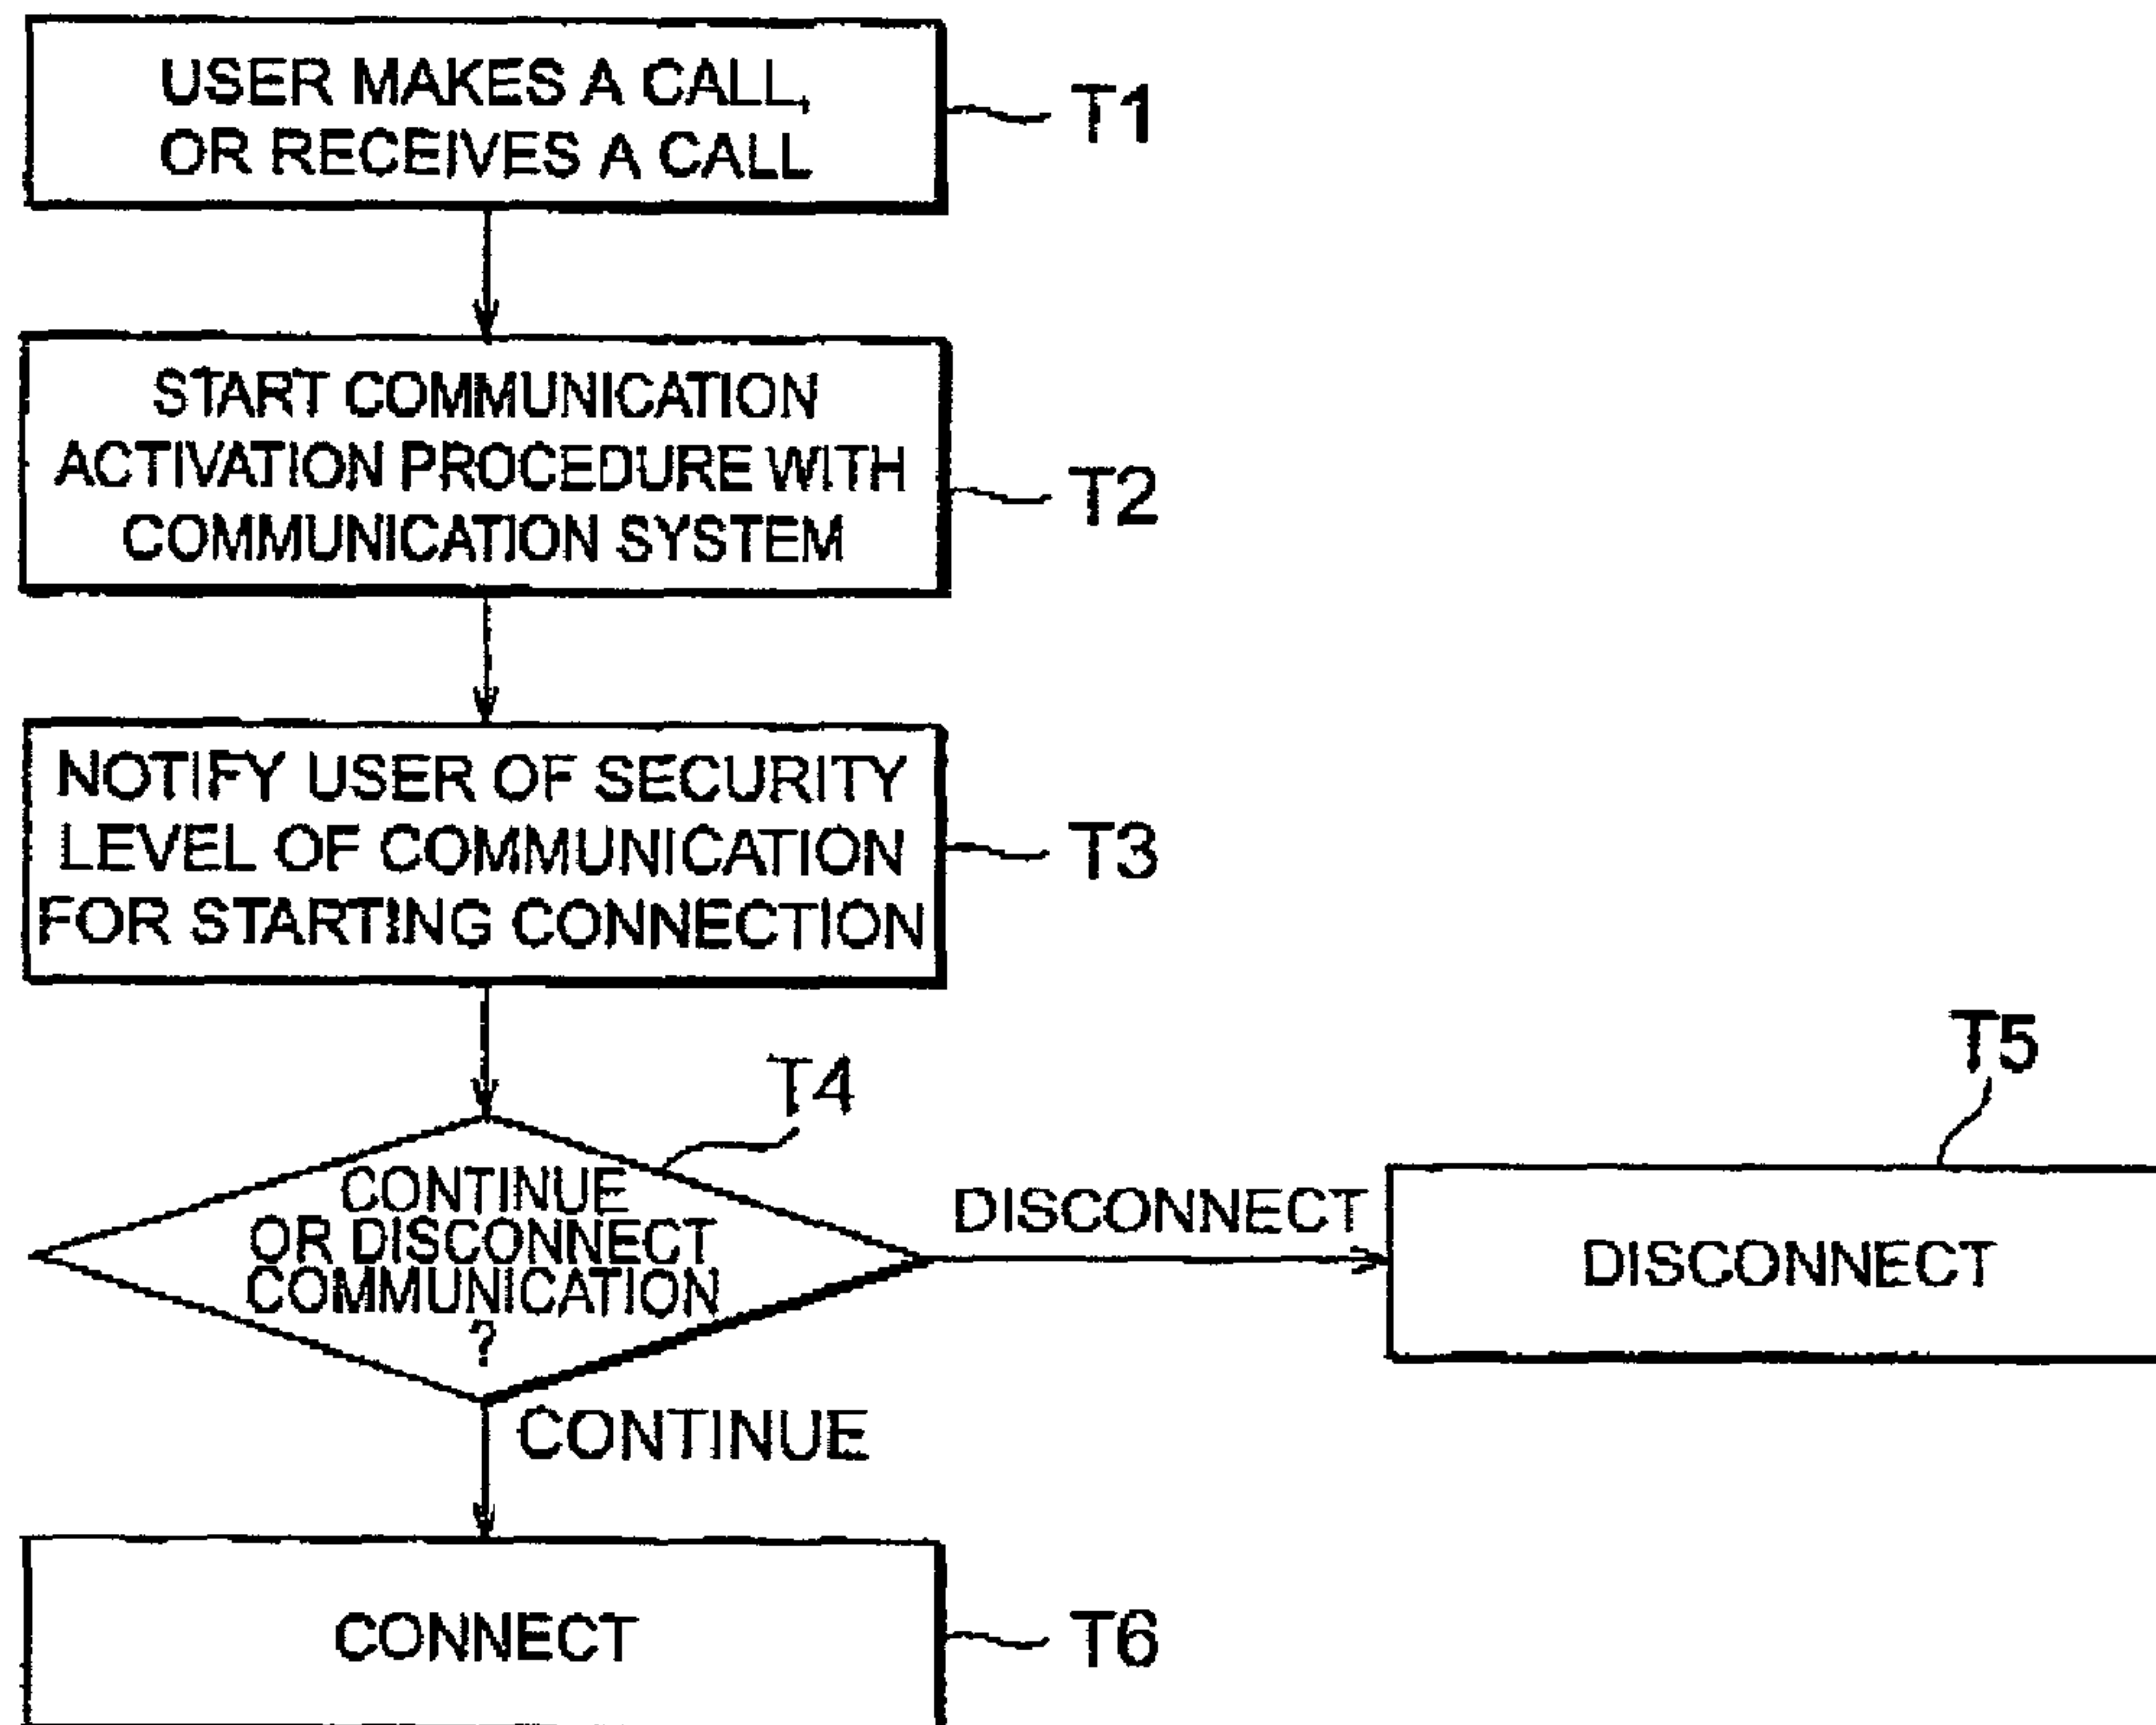 USER MAKES A CALL,
OR RECEIVES A CALL
T1
START COMMUNICATION
ACTIVATION PROCEDURE WITH
COMMUNICATION SYSTEM
T2
NOTIFY USER OF SECURITY
LEVEL OF COMMUNICATION
FOR STARTING CONNECTION
T3
T4
CONTINUE
OR DISCONNECT
COMMUNICATION
?
DISCONNECT
T5
DISCONNECT
CONTINUE
CONNECT
T6